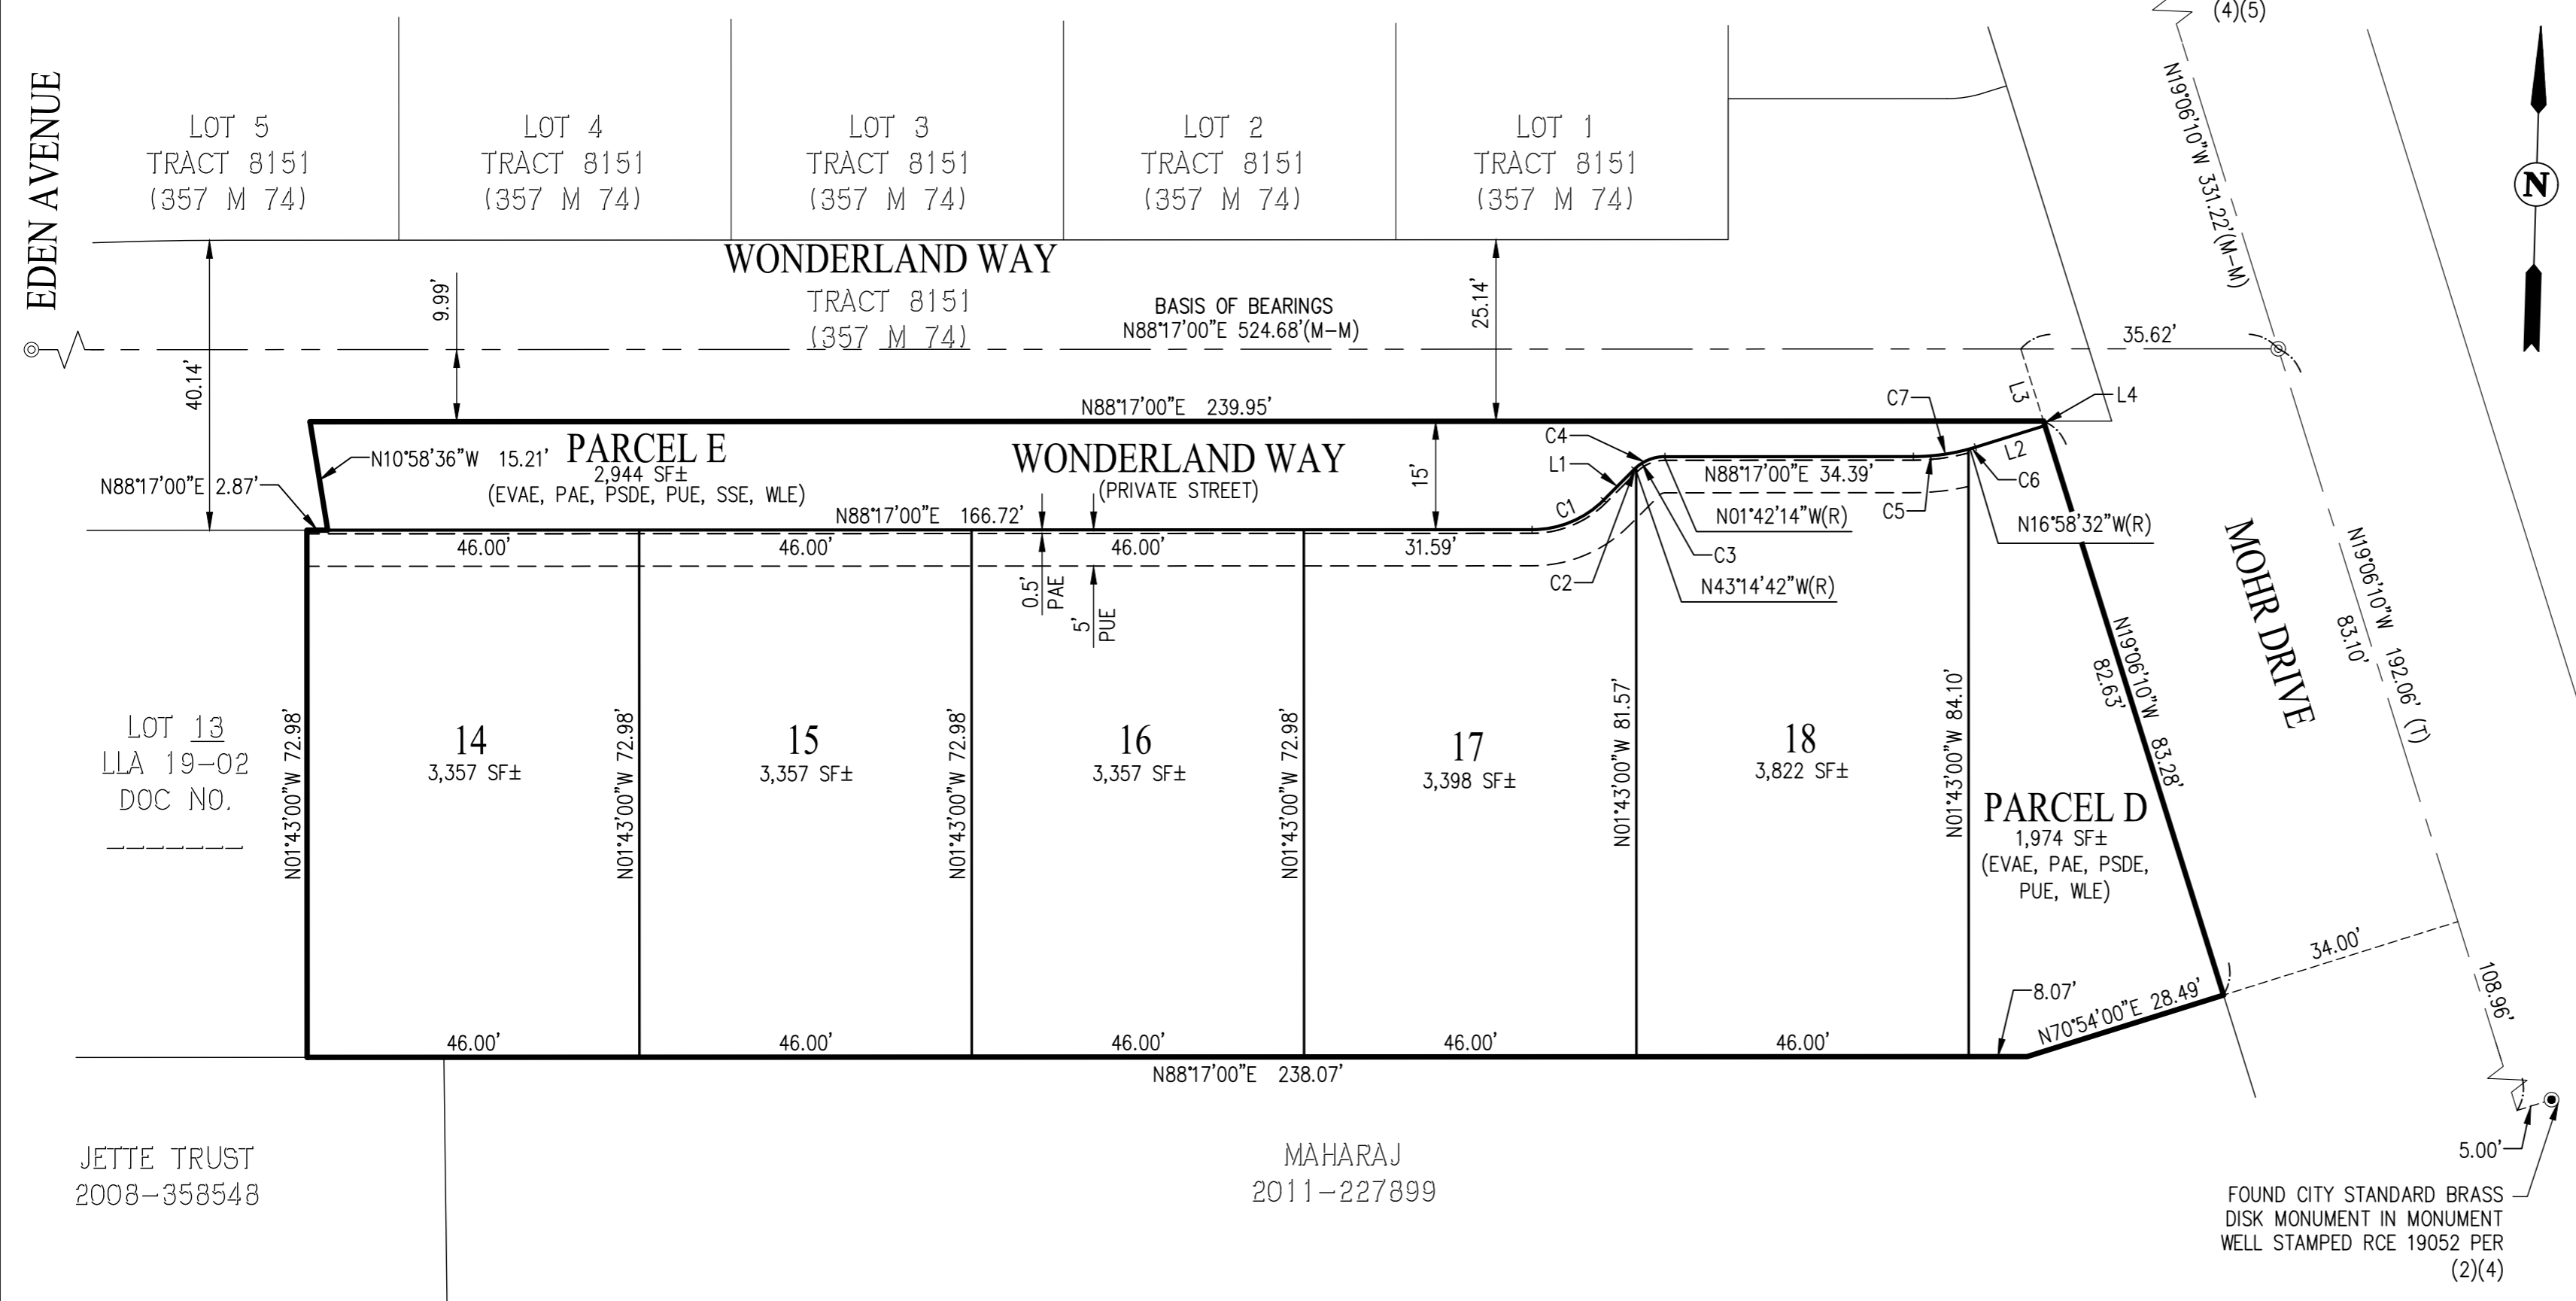 (4)(5)
EDEN AVENUE
LOT 5
TRACT 8151
(357 M 74)
LOT 4
TRACT 8151
(357 M 74)
LOT 3
TRACT 8151
(357 M 74)
LOT 2
TRACT 8151
(357 M 74)
LOT 1
TRACT 8151
(357 M 74)
N19°06'10"W 331.22'(M-M)
N
WONDERLAND WAY
TRACT 8151
(357 M 74)
BASIS OF BEARINGS
N88°17'00"E 524.68'(M-M)
40.14'
9.99'
25.14'
35.62'
L3
L4
N88°17'00"E 239.95'
C7
C4
L1
C1
N10°58'36"W 15.21'
N88°17'00"E 2.87'
PARCEL E
2,944 SF±
(EVAE, PAE, PSDE, PUE, SSE, WLE)
WONDERLAND WAY
(PRIVATE STREET)
15'
N88°17'00"E 34.39'
L2
C6
C5
N01°42'14"W(R)
N16°58'32"W(R)
C3
C2
N43°14'42"W(R)
N88°17'00"E 166.72'
46.00'
46.00'
46.00'
31.59'
0.5'
PAE
5'
PUE
MOHR DRIVE
N19°06'10"W 192.06' (T)
83.10'
N19°06'10"W 83.28'
82.63'
LOT 13
LLA 19-02
DOC NO.
_______
N01°43'00"W 72.98'
14
3,357 SF±
N01°43'00"W 72.98'
15
3,357 SF±
N01°43'00"W 72.98'
16
3,357 SF±
N01°43'00"W 72.98'
17
3,398 SF±
N01°43'00"W 81.57'
18
3,822 SF±
N01°43'00"W 84.10'
PARCEL D
1,974 SF±
(EVAE, PAE, PSDE,
PUE, WLE)
34.00'
108.96'
8.07'
N70°54'00"E 28.49'
46.00'
46.00'
46.00'
46.00'
46.00'
N88°17'00"E 238.07'
JETTE TRUST
2008-358548
MAHARAJ
2011-227899
5.00'
FOUND CITY STANDARD BRASS
DISK MONUMENT IN MONUMENT
WELL STAMPED RCE 19052 PER
(2)(4)